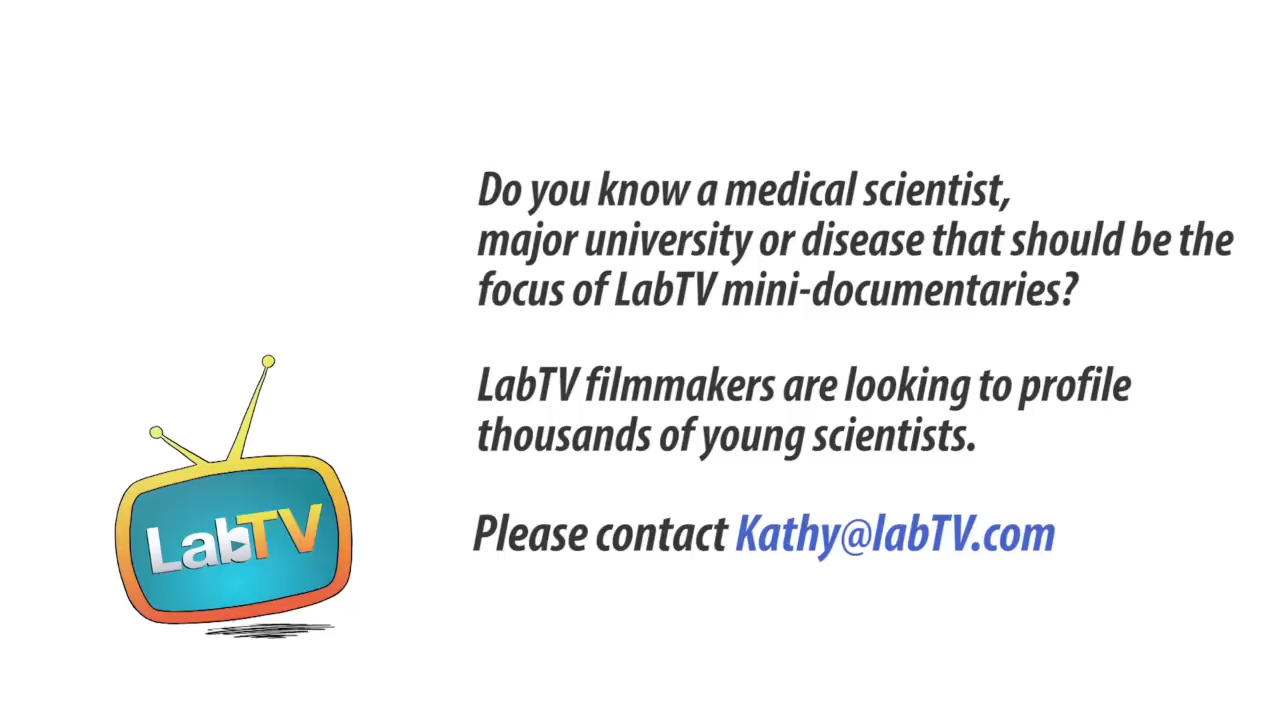 Do you know a medical scientist,
major university or disease that should be the
focus of LabTV mini-documentaries?
LabTV filmmakers are looking to profile
thousands of young scientists.
Please contact Kathy@labTV.com
LabTV